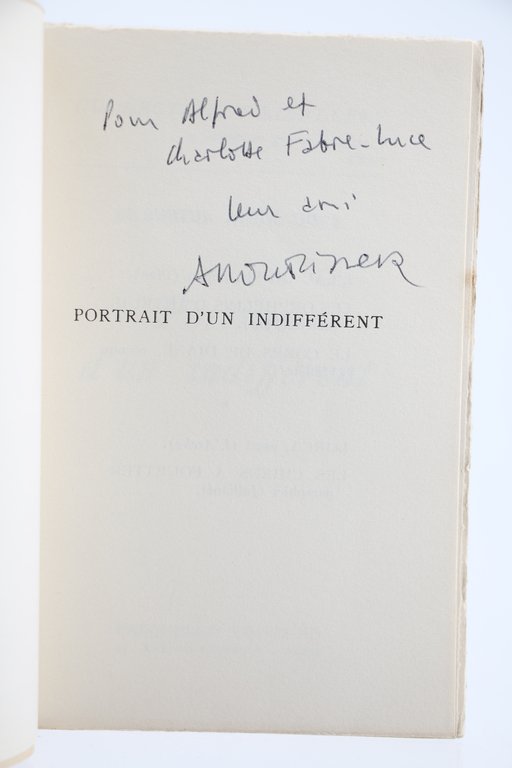 Pour Alfred et
Charlotte Fabre-Luce
leur ami
PORTRAIT D'UN INDIFFÉRENT